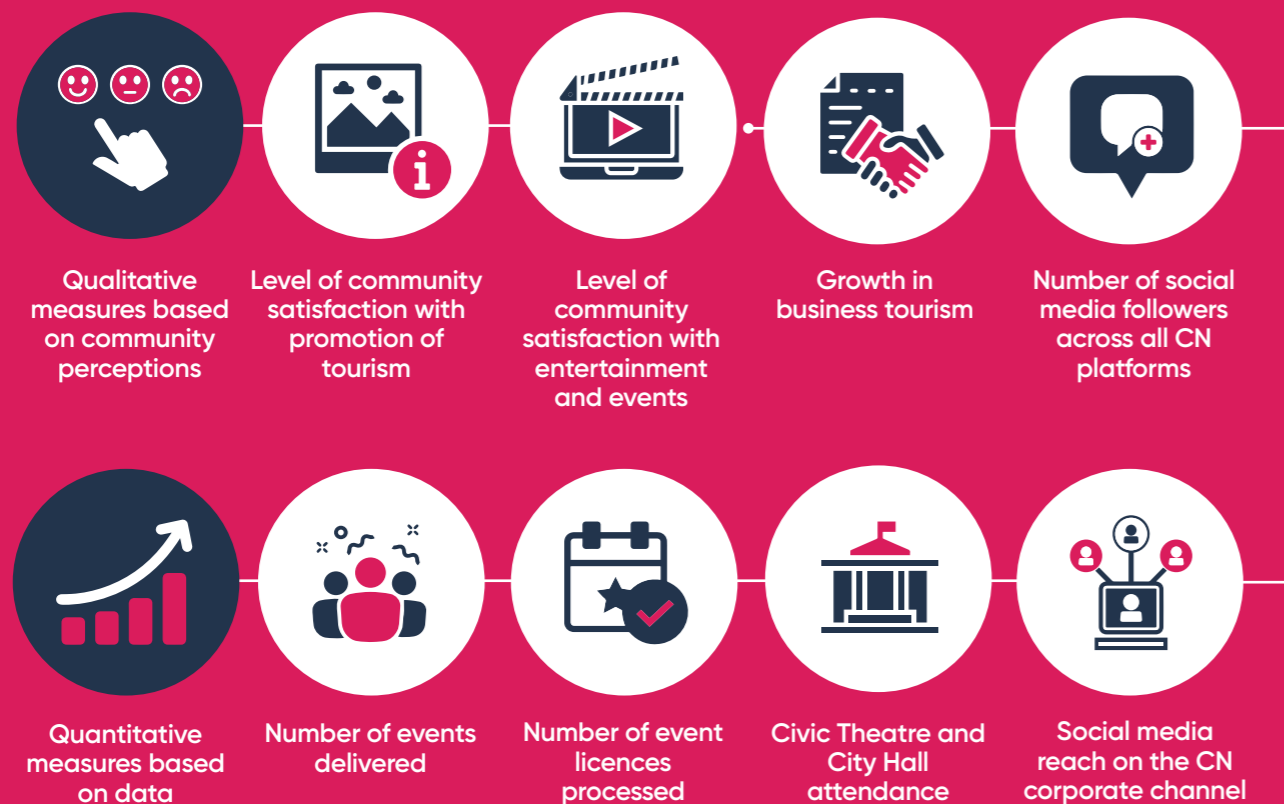 Qualitative
measures based
on community
perceptions
Level of community
satisfaction with
promotion of
tourism
Level of
community
satisfaction with
entertainment
and events
Growth in
business tourism
Number of social
media followers
across all CN
platforms
Quantitative
measures based
on data
Number of events
delivered
Number of event
licences
processed
Civic Theatre and
City Hall
attendance
Social media
reach on the CN
corporate channel